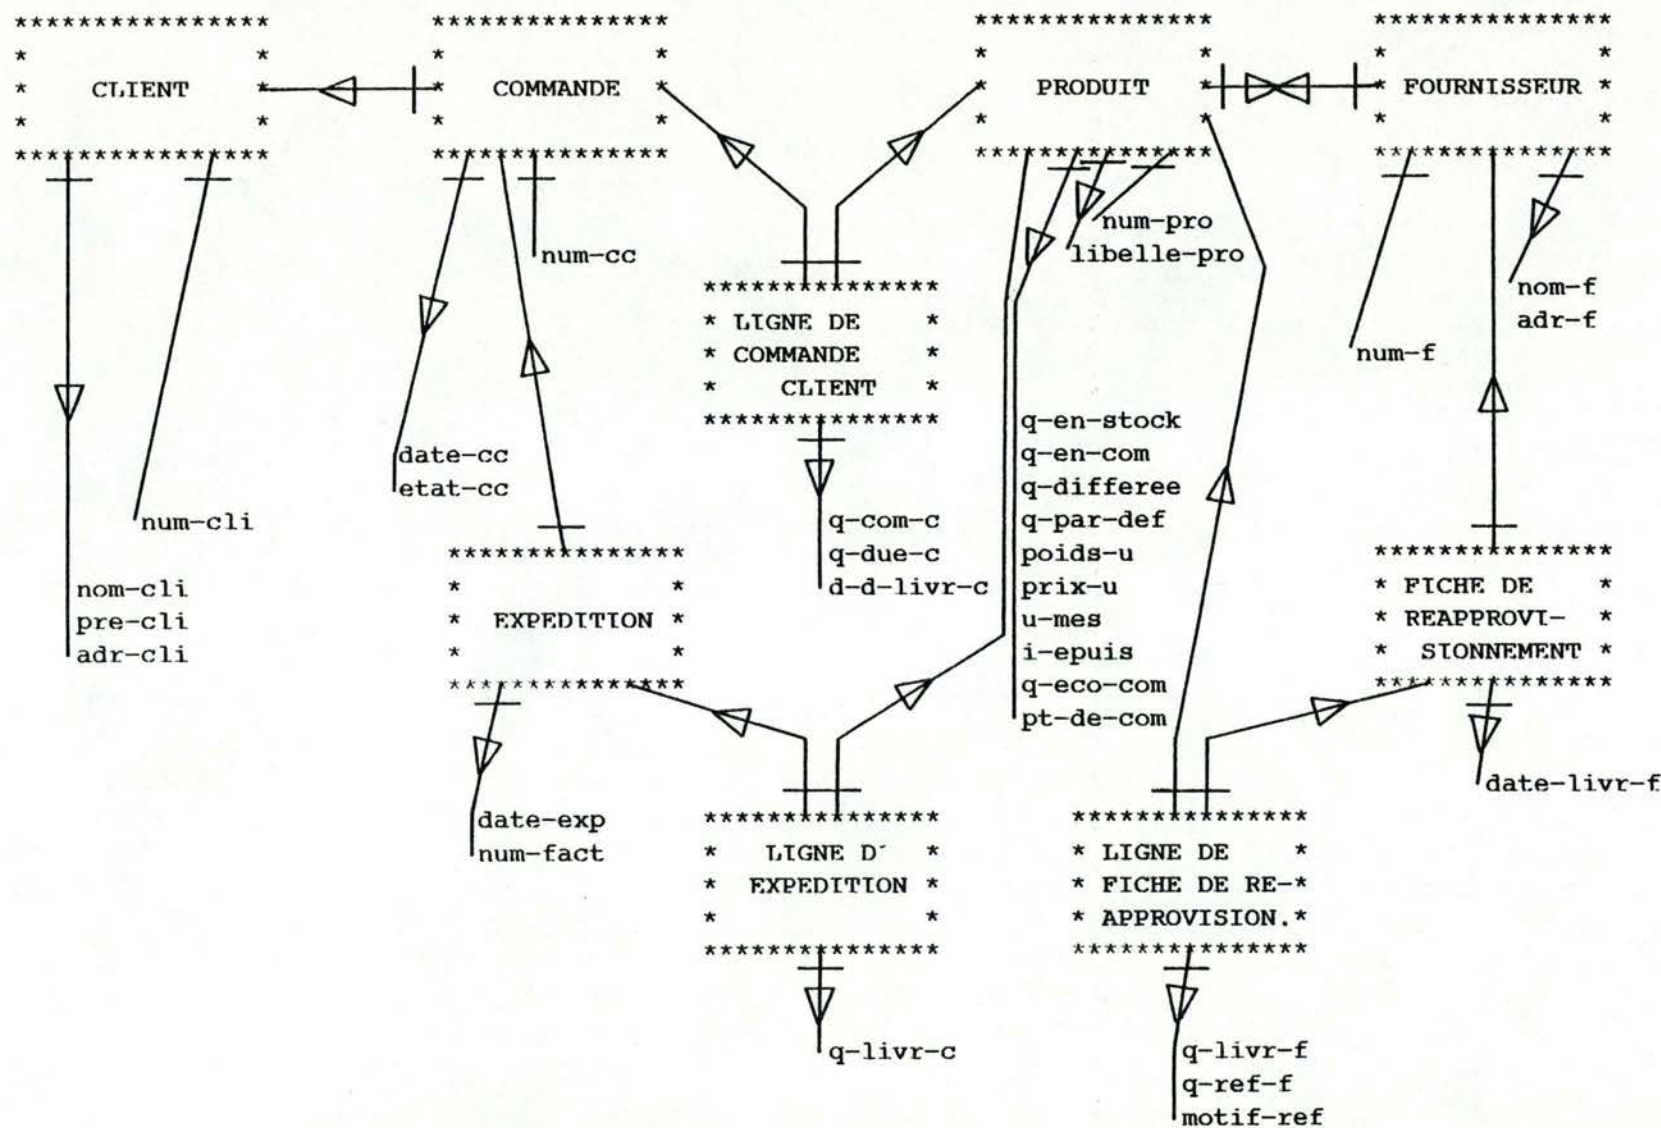 CLIENT
COMMANDE
PRODUIT
FOURNISSEUR
num-pro
libelle-pro
num-cc
nom-f
adr-f
num-f
LIGNE DE
COMMANDE
CLIENT
date-cc
etat-cc
num-cli
nom-cli
pre-cli
adr-cli
q-com-c
q-due-c
d-d-livr-c
q-en-stock
q-en-com
q-differee
q-par-def
poids-u
prix-u
u-mes
i-epuis
q-eco-com
pt-de-com
EXPEDITION
FICHE DE
REAPPROVI-
SIONNEMENT
date-livr-f
date-exp
num-fact
LIGNE D'
EXPEDITION
LIGNE DE
FICHE DE RE-
APPROVISION.
q-livr-c
q-livr-f
q-ref-f
motif-ref